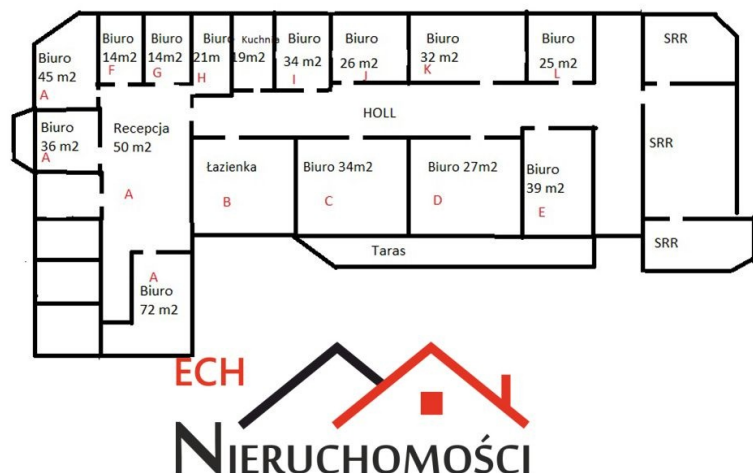 Biuro
45 m2
A
Biuro
14m2
F
Biuro
14m2
G
Biuro
21m
H
Kuchnia
19m2
Biuro
34 m2
I
Biuro
26 m2
J
Biuro
32 m2
K
Biuro
25 m2
L
SRR
Biuro
36 m2
A
Recepcja
50 m2
A
HOLL
SRR
Łazienka
B
Biuro 34m2
C
Biuro 27m2
D
Biuro
39 m2
E
SRR
Taras
A
Biuro
72 m2
ECH
NIERUCHOMOŚCI